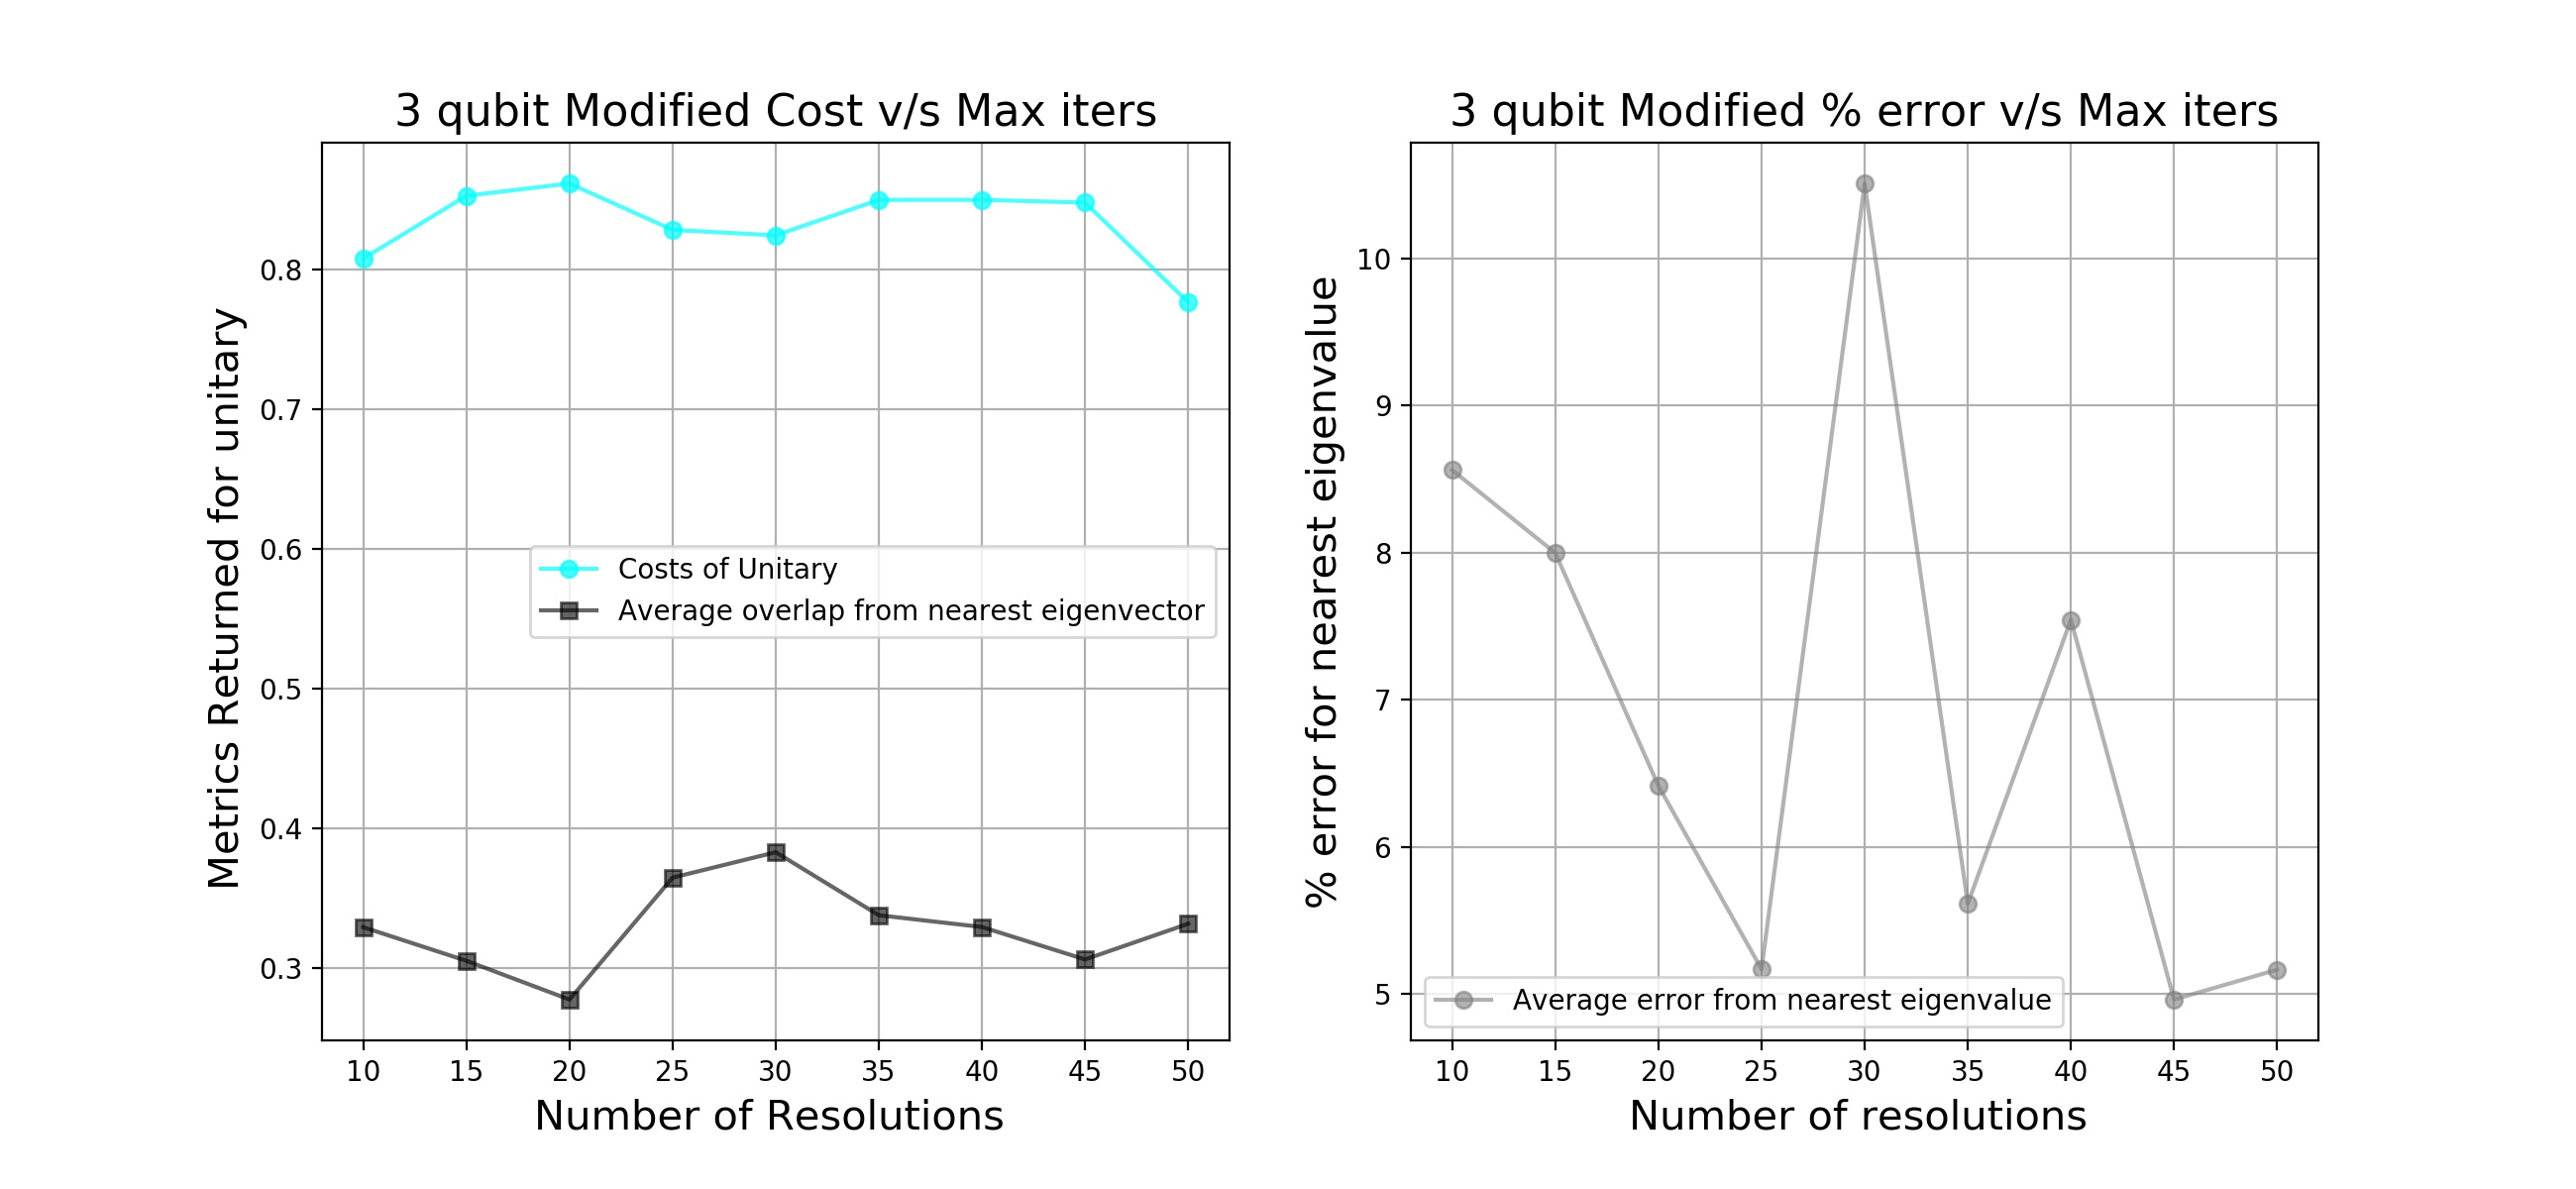 3 qubit Modified Cost v/s Max iters
Metrics Returned for unitary
0.8
0.7
0.6
0.5
0.4
0.3
Costs of Unitary
Average overlap from nearest eigenvector
10 15 20 25 30 35 40 45 50
Number of Resolutions
3 qubit Modified % error v/s Max iters
% error for nearest eigenvalue
10
9
8
7
6
5
Average error from nearest eigenvalue
10 15 20 25 30 35 40 45 50
Number of resolutions